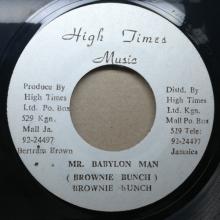 High Times
Music
Produce By
High Times
Ltd. Po. Box
529 Kgn.
Mall Ja.
92-24497
Bertram Brown
Distd. By
High Times
Ltd.
Mall Po. Box
529 Tele:
92-24497
Jamaica
MR. BABYLON MAN
( BROWNIE BUNCH )
BROWNIE BUNCH